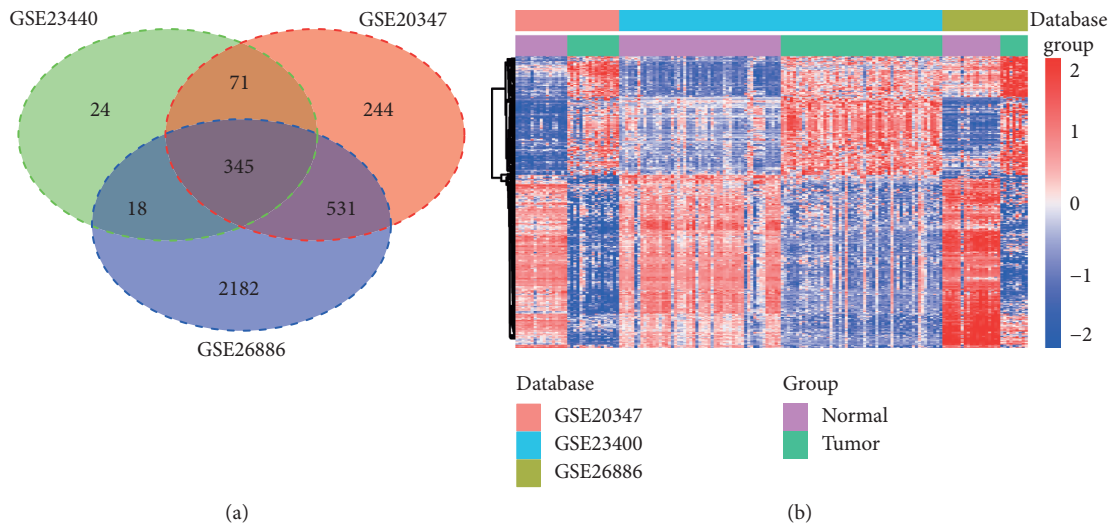 GSE23440
GSE20347
24
71
244
345
18
531
2182
GSE26886
(a)
Database
group
2
1
0
−1
−2
Database
GSE20347
GSE23400
GSE26886
Group
Normal
Tumor
(b)